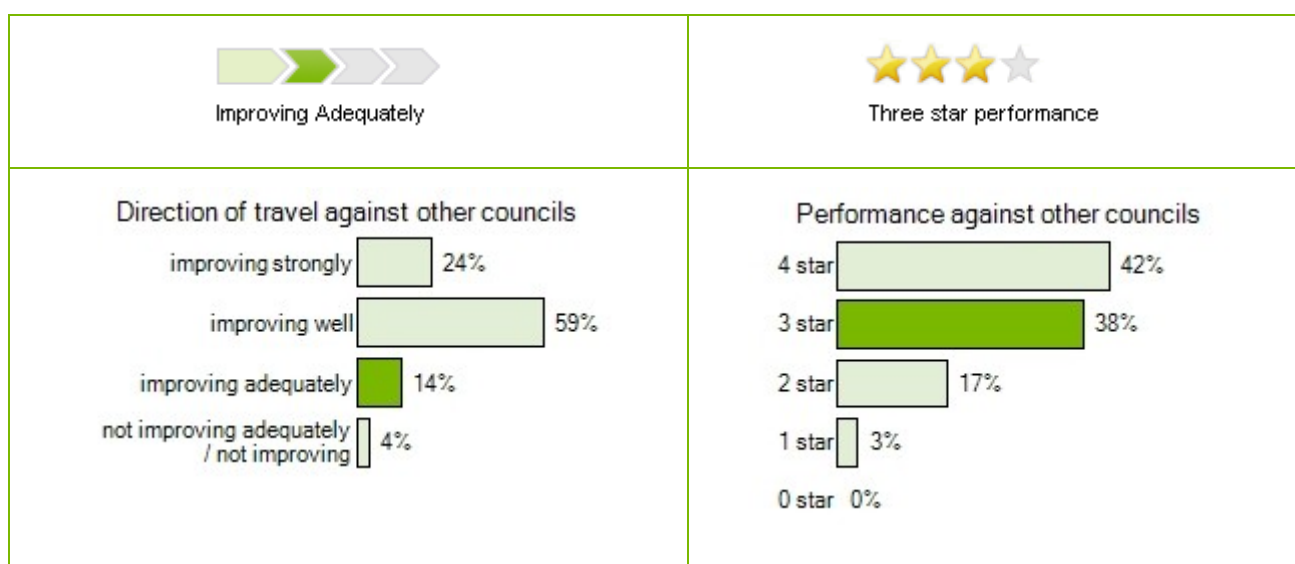 Improving Adequately
Three star performance
Direction of travel against other councils
improving strongly 24%
improving well 59%
improving adequately 14%
not improving adequately
/ not improving 4%
Performance against other councils
4 star 42%
3 star 38%
2 star 17%
1 star 3%
0 star 0%